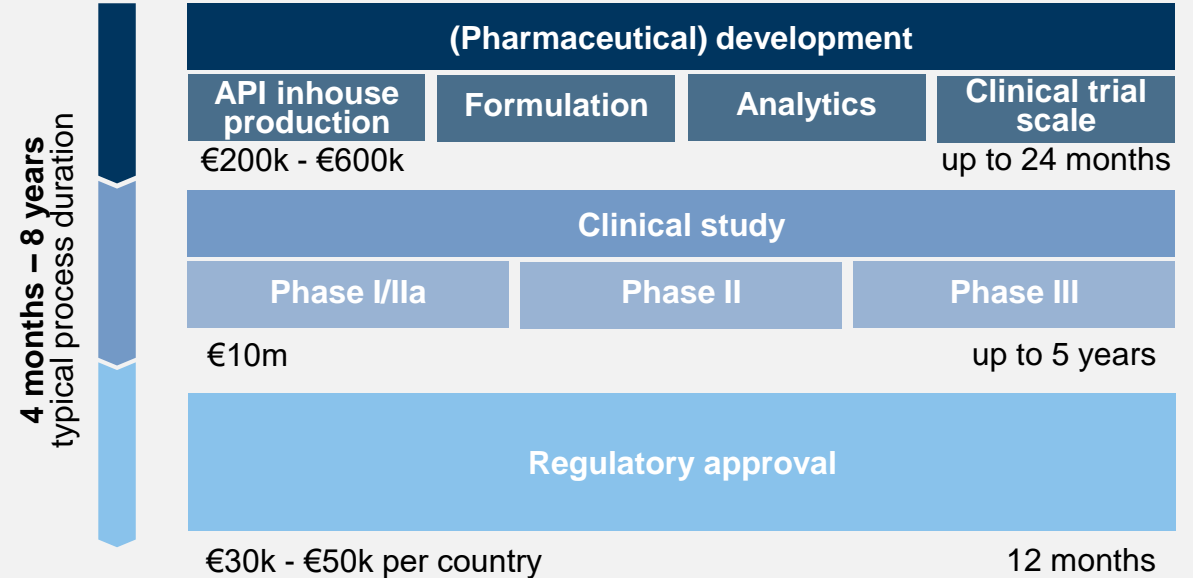 4 months – 8 years
typical process duration
(Pharmaceutical) development
API inhouse
production
Formulation
Analytics
Clinical trial
scale
€200k - €600k
up to 24 months
Clinical study
Phase I/IIa
Phase II
Phase III
€10m
up to 5 years
Regulatory approval
€30k - €50k per country
12 months